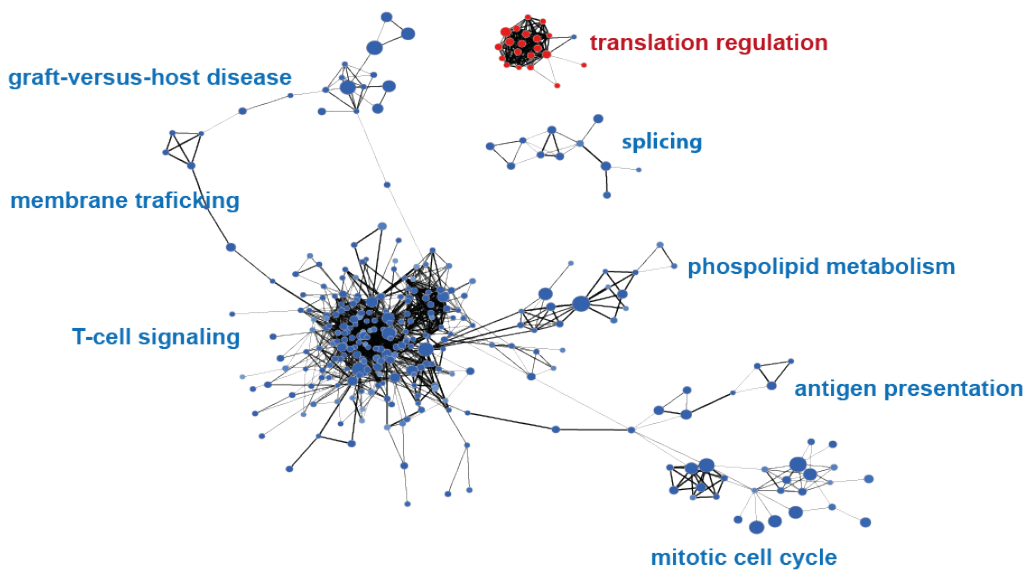 translation regulation
graft-versus-host disease
splicing
membrane traficking
phospolipid metabolism
T-cell signaling
antigen presentation
mitotic cell cycle